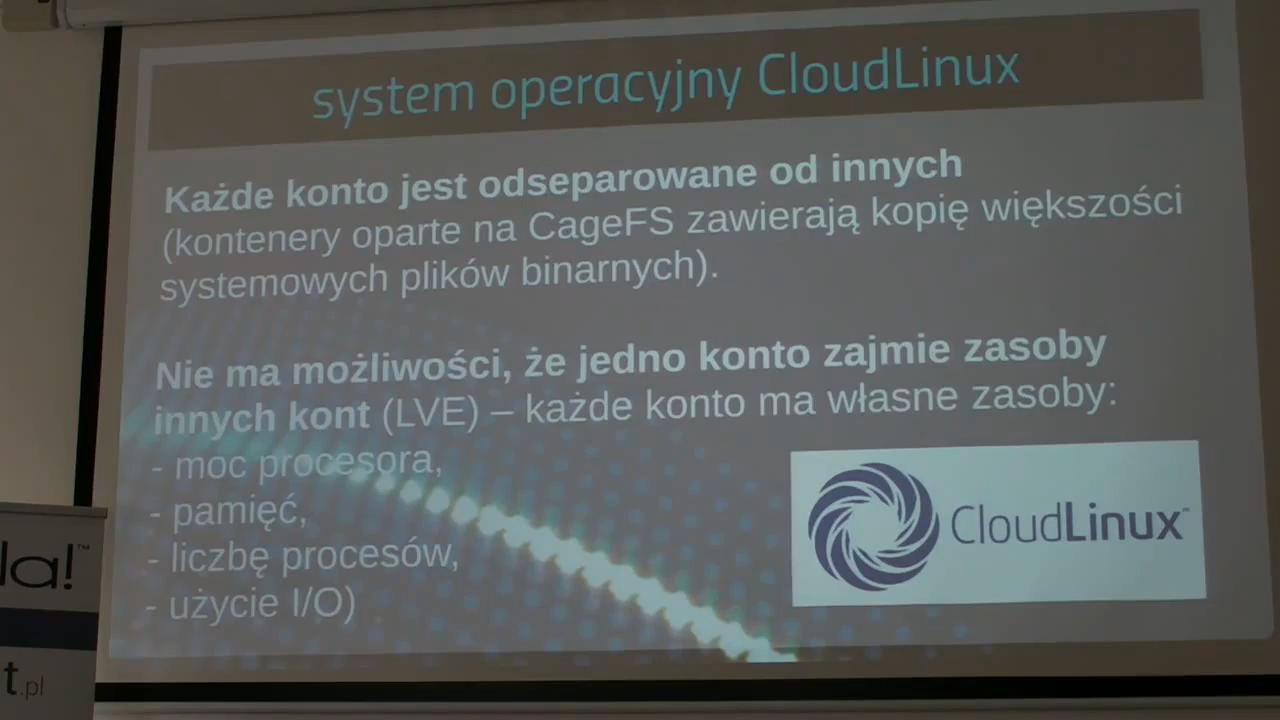 system operacyjny CloudLinux
Każde konto jest odseparowane od innych
(kontenery oparte na CageFS zawierają kopię większości
systemowych plików binarnych).
Nie ma możliwości, że jedno konto zajmie zasoby
innych kont (LVE) – każde konto ma własne zasoby:
- moc procesora,
- pamięć,
- liczbę procesów,
- użycie I/O)
CloudLinux™
la!™
t.pl